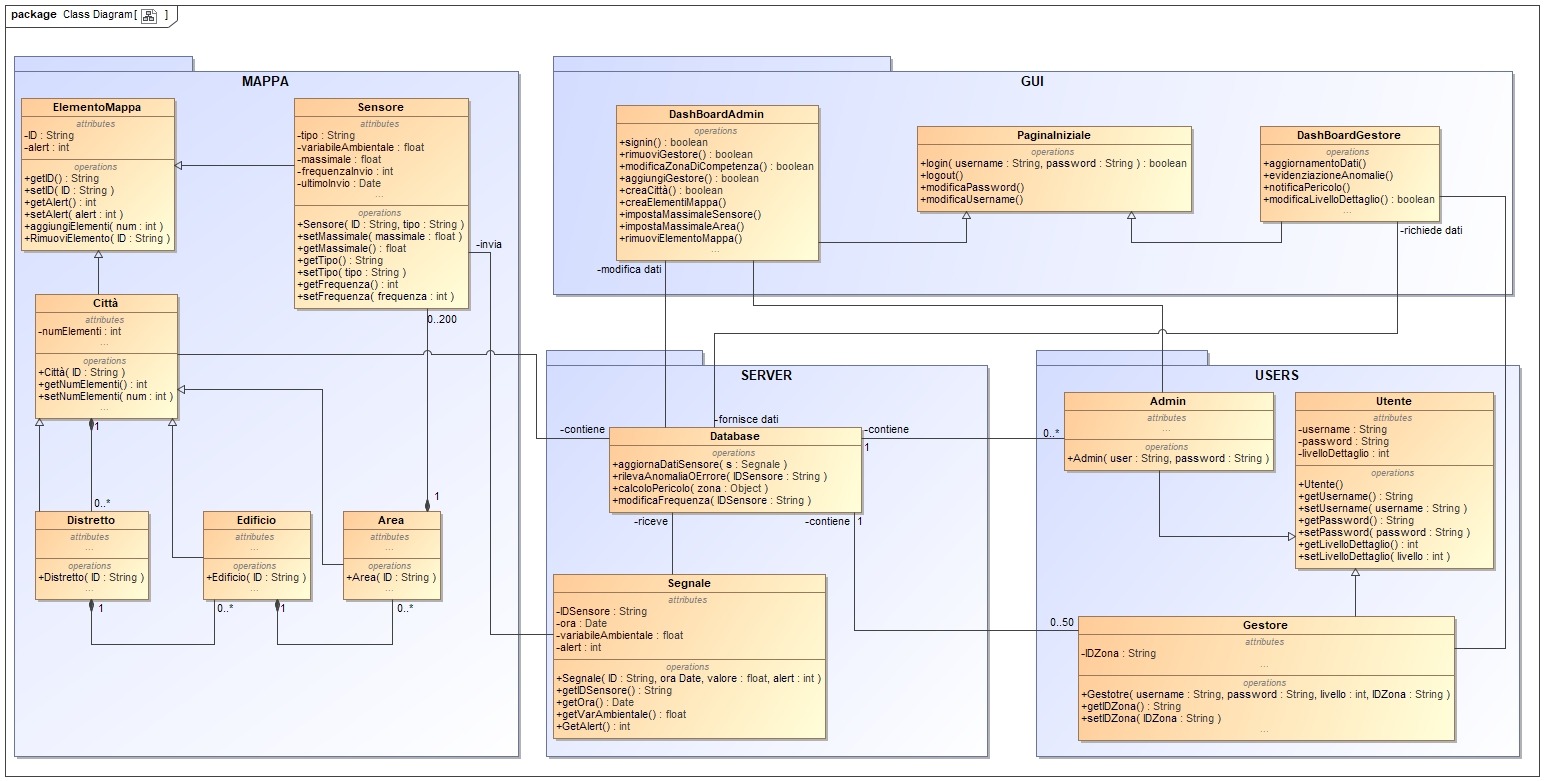 package Class Diagram[ ]
MAPPA
ElementoMappa
attributes
-ID : String
-alert : int
operations
+getID() : String
+setID( ID : String )
+getAlert() : int
+setAlert( alert : int )
+aggiungiElementi( num : int )
+RimuoviElemento( ID : String )
Sensore
attributes
-tipo : String
-variabileAmbientale : float
-massimale : float
-frequenzaInvio : int
-ultimoInvio : Date
...
operations
+Sensore( ID : String, tipo : String )
+setMassimale( massimale : float )
+getMassimale() : float
+getTipo() : String
+setTipo( tipo : String )
+getFrequenza() : int
+setFrequenza( frequenza : int )
-invia
0..200
Città
attributes
-numElementi : int
...
operations
+Città( ID : String )
+getNumElementi() : int
+setNumElementi( num : int )
...
1
0..*
1
Distretto
attributes
...
operations
+Distretto( ID : String )
...
1
Edificio
attributes
...
operations
+Edificio( ID : String )
...
0..*
1
Area
attributes
...
operations
+Area( ID : String )
...
0..*
GUI
DashBoardAdmin
operations
+signin() : boolean
+rimuoviGestore() : boolean
+modificaZonaDiCompetenza() : boolean
+aggiungiGestore() : boolean
+creaCittà() : boolean
+creaElementiMappa()
+impostaMassimaleSensore()
+impostaMassimaleArea()
+rimuoviElementoMappa()
...
-modifica dati
PaginaIniziale
operations
+login( username : String, password : String ) : boolean
+logout()
+modificaPassword()
+modificaUsername()
DashBoardGestore
operations
+aggiornamentoDati()
+evidenziazioneAnomalie()
+notificaPericolo()
+modificaLivelloDettaglio() : boolean
...
-richiede dati
SERVER
-fornisce dati
-contiene
-contiene
1
Database
operations
+aggiornaDatiSensore( s : Segnale )
+rilevaAnomaliaOErrore( IDSensore : String )
+calcoloPericolo( zona : Object )
+modificaFrequenza( IDSensore : String )
-riceve
-contiene
1
Segnale
attributes
-IDSensore : String
-ora : Date
-variabileAmbientale : float
-alert : int
operations
+Segnale( ID : String, ora Date, valore : float, alert : int )
+getIDSensore() : String
+getOra() : Date
+getVarAmbientale() : float
+GetAlert() : int
USERS
0..*
Admin
attributes
...
operations
+Admin( user : String, password : String )
Utente
attributes
-username : String
-password : String
-livelloDettaglio : int
operations
+Utente()
+getUsername() : String
+setUsername( username : String )
+getPassword() : String
+setPassword( password : String )
+getLivelloDettaglio() : int
+setLivelloDettaglio( livello : int )
0..50
Gestore
attributes
-IDZona : String
...
operations
+Gestotre( username : String, password : String, livello : int, IDZona : String )
+getIDZona() : String
+setIDZona( IDZona : String )
...